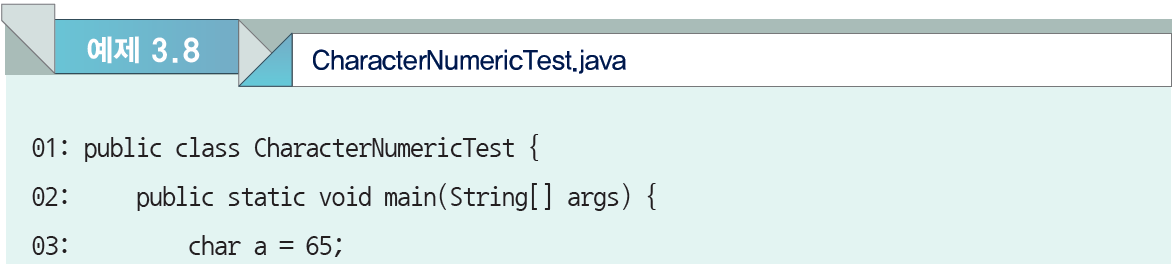 예제 3.8
CharacterNumericTest.java
01: public class CharacterNumericTest {
02:     public static void main(String[] args) {
03:         char a = 65;